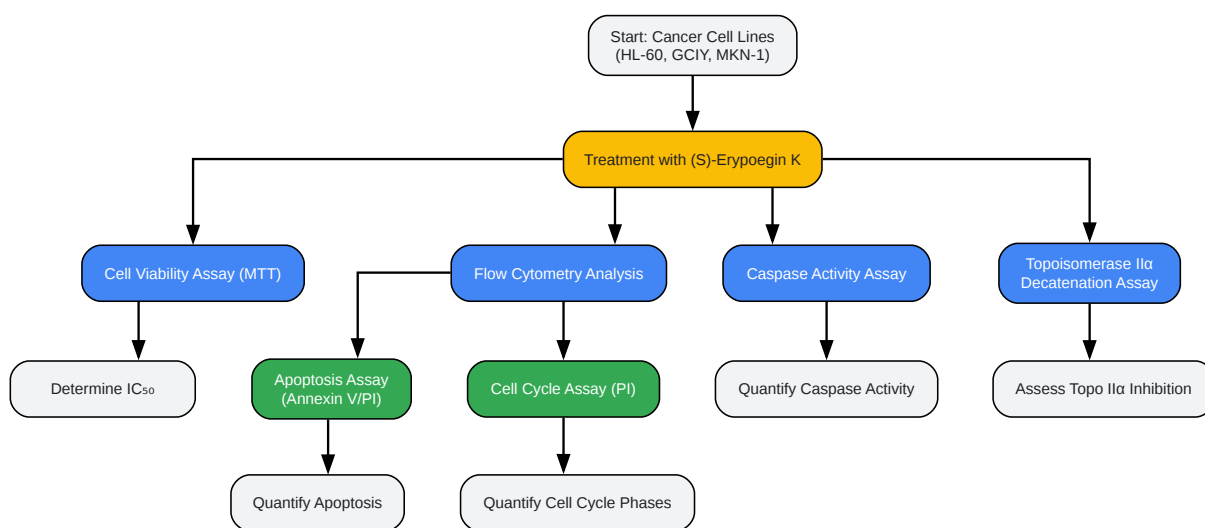 Start: Cancer Cell Lines
(HL-60, GCIY, MKN-1)
Treatment with (S)-Erypoegin K
Cell Viability Assay (MTT)
Flow Cytometry Analysis
Caspase Activity Assay
Topoisomerase IIα
Decatenation Assay
Determine IC₅₀
Apoptosis Assay
(Annexin V/PI)
Cell Cycle Assay (PI)
Quantify Caspase Activity
Assess Topo IIα Inhibition
Quantify Apoptosis
Quantify Cell Cycle Phases